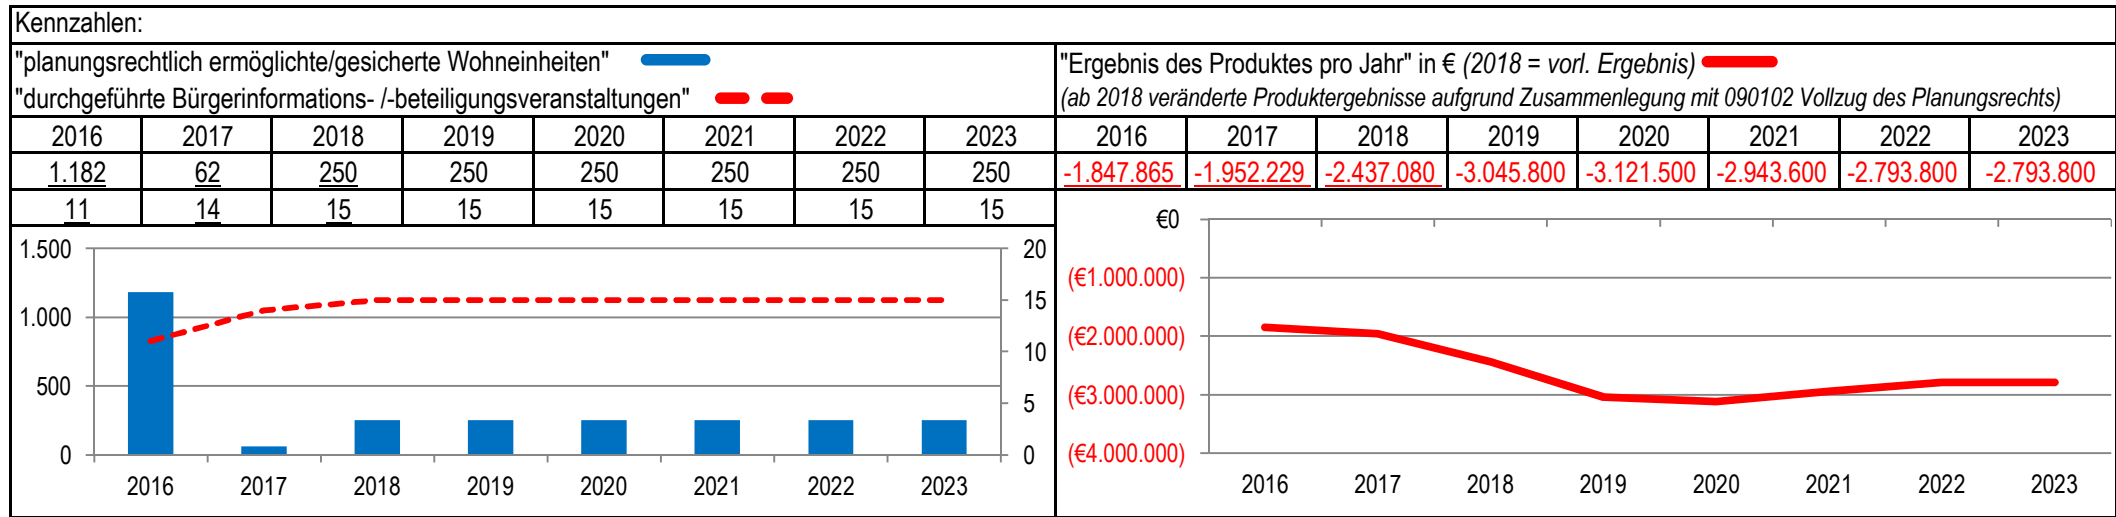 Kennzahlen:
"planungsrechtlich ermöglichte/gesicherte Wohneinheiten"
"durchgeführte Bürgerinformations- /-beteiligungsveranstaltungen"
2016 2017 2018 2019 2020 2021 2022 2023
1.182 62 250 250 250 250 250 250
11 14 15 15 15 15 15 15
1.500 20
15
1.000
10
500
5
0 0
2016 2017 2018 2019 2020 2021 2022 2023
"Ergebnis des Produktes pro Jahr" in € (2018 = vorl. Ergebnis)
(ab 2018 veränderte Produktergebnisse aufgrund Zusammenlegung mit 090102 Vollzug des Planungsrechts)
2016 2017 2018 2019 2020 2021 2022 2023
-1.847.865 -1.952.229 -2.437.080 -3.045.800 -3.121.500 -2.943.600 -2.793.800 -2.793.800
€0
(€1.000.000)
(€2.000.000)
(€3.000.000)
(€4.000.000)
2016 2017 2018 2019 2020 2021 2022 2023